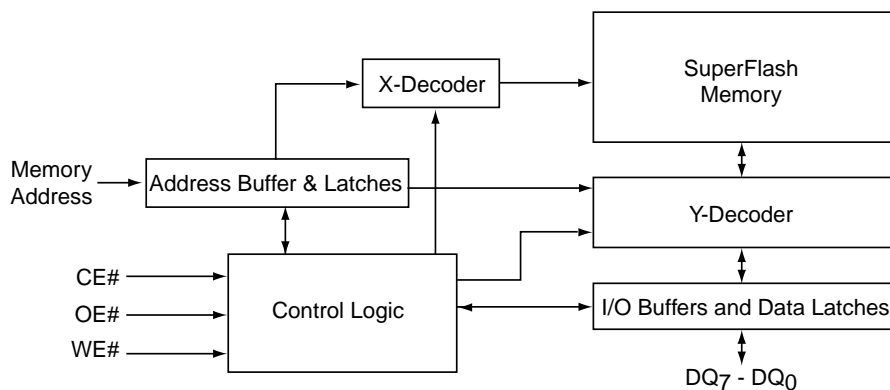 SuperFlash
Memory
X-Decoder
Memory
Address
Address Buffer & Latches
Y-Decoder
CE#
OE#
WE#
Control Logic
I/O Buffers and Data Latches
DQ7 - DQ0